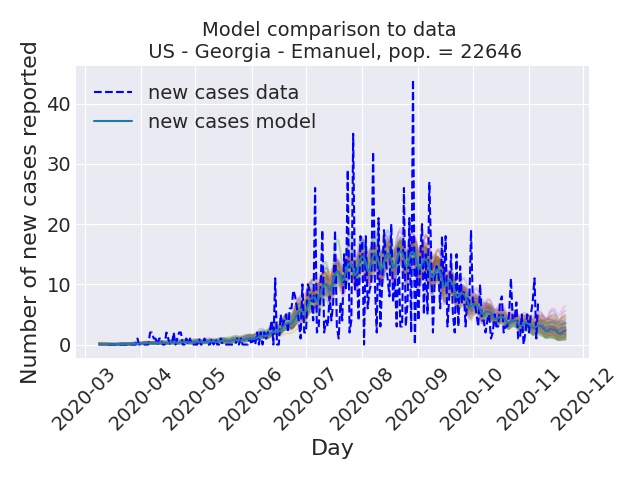 Model comparison to data
US - Georgia - Emanuel, pop. = 22646
Number of new cases reported
new cases data
new cases model
40
30
20
10
0
2020-03
2020-04
2020-05
2020-06
2020-07
2020-08
2020-09
2020-10
2020-11
2020-12
Day